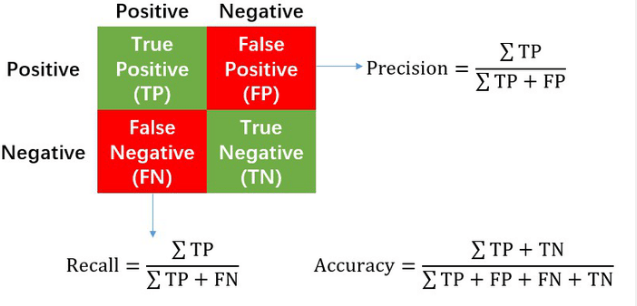 Positive Negative
Positive
True
Positive
(TP)
False
Positive
(FP)
Precision = ∑ TP / ∑ TP + FP
Negative
False
Negative
(FN)
True
Negative
(TN)
Recall = ∑ TP / ∑ TP + FN
Accuracy = ∑ TP + TN / ∑ TP + FP + FN + TN